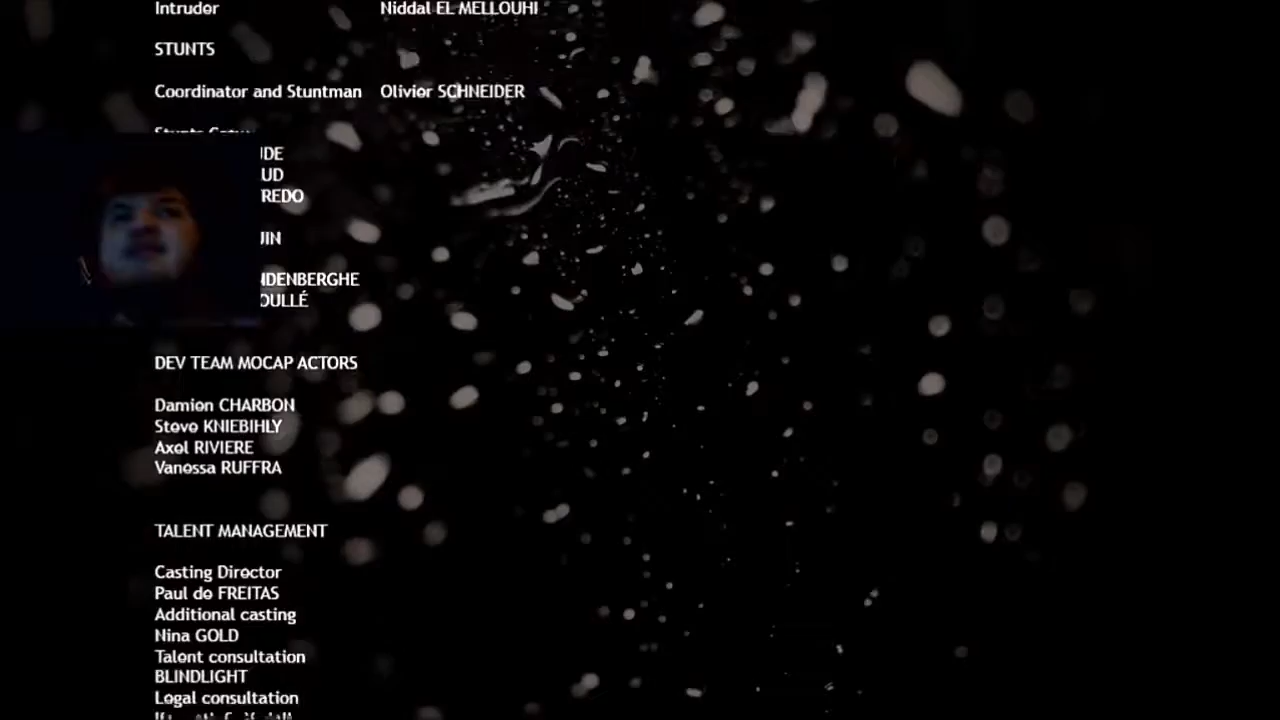 Intruder Niddal EL MELLOUHI
STUNTS
Coordinator and Stuntman Olivier SCHNEIDER
Stunts
IDE
UD
REDO
UIN
NDENBERGHE
OULLÉ
DEV TEAM MOCAP ACTORS
Damien CHARBON
Steve KNIEBIHLY
Axel RIVIERE
Vanessa RUFFRA
TALENT MANAGEMENT
Casting Director
Paul de FREITAS
Additional casting
Nina GOLD
Talent consultation
BLINDLIGHT
Legal consultation